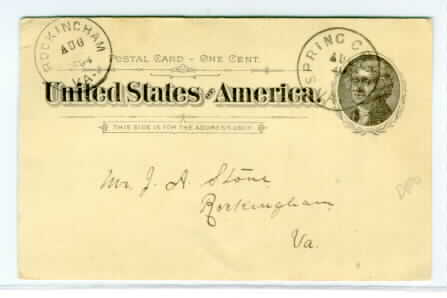 ROCKINGHAM
AUG
VA.
POSTAL CARD - ONE CENT.
SPRING C
United States of America.
THIS SIDE IS FOR THE ADDRESS ONLY.
Mr. J. A. Stone
Rockingham
Va.
DPO